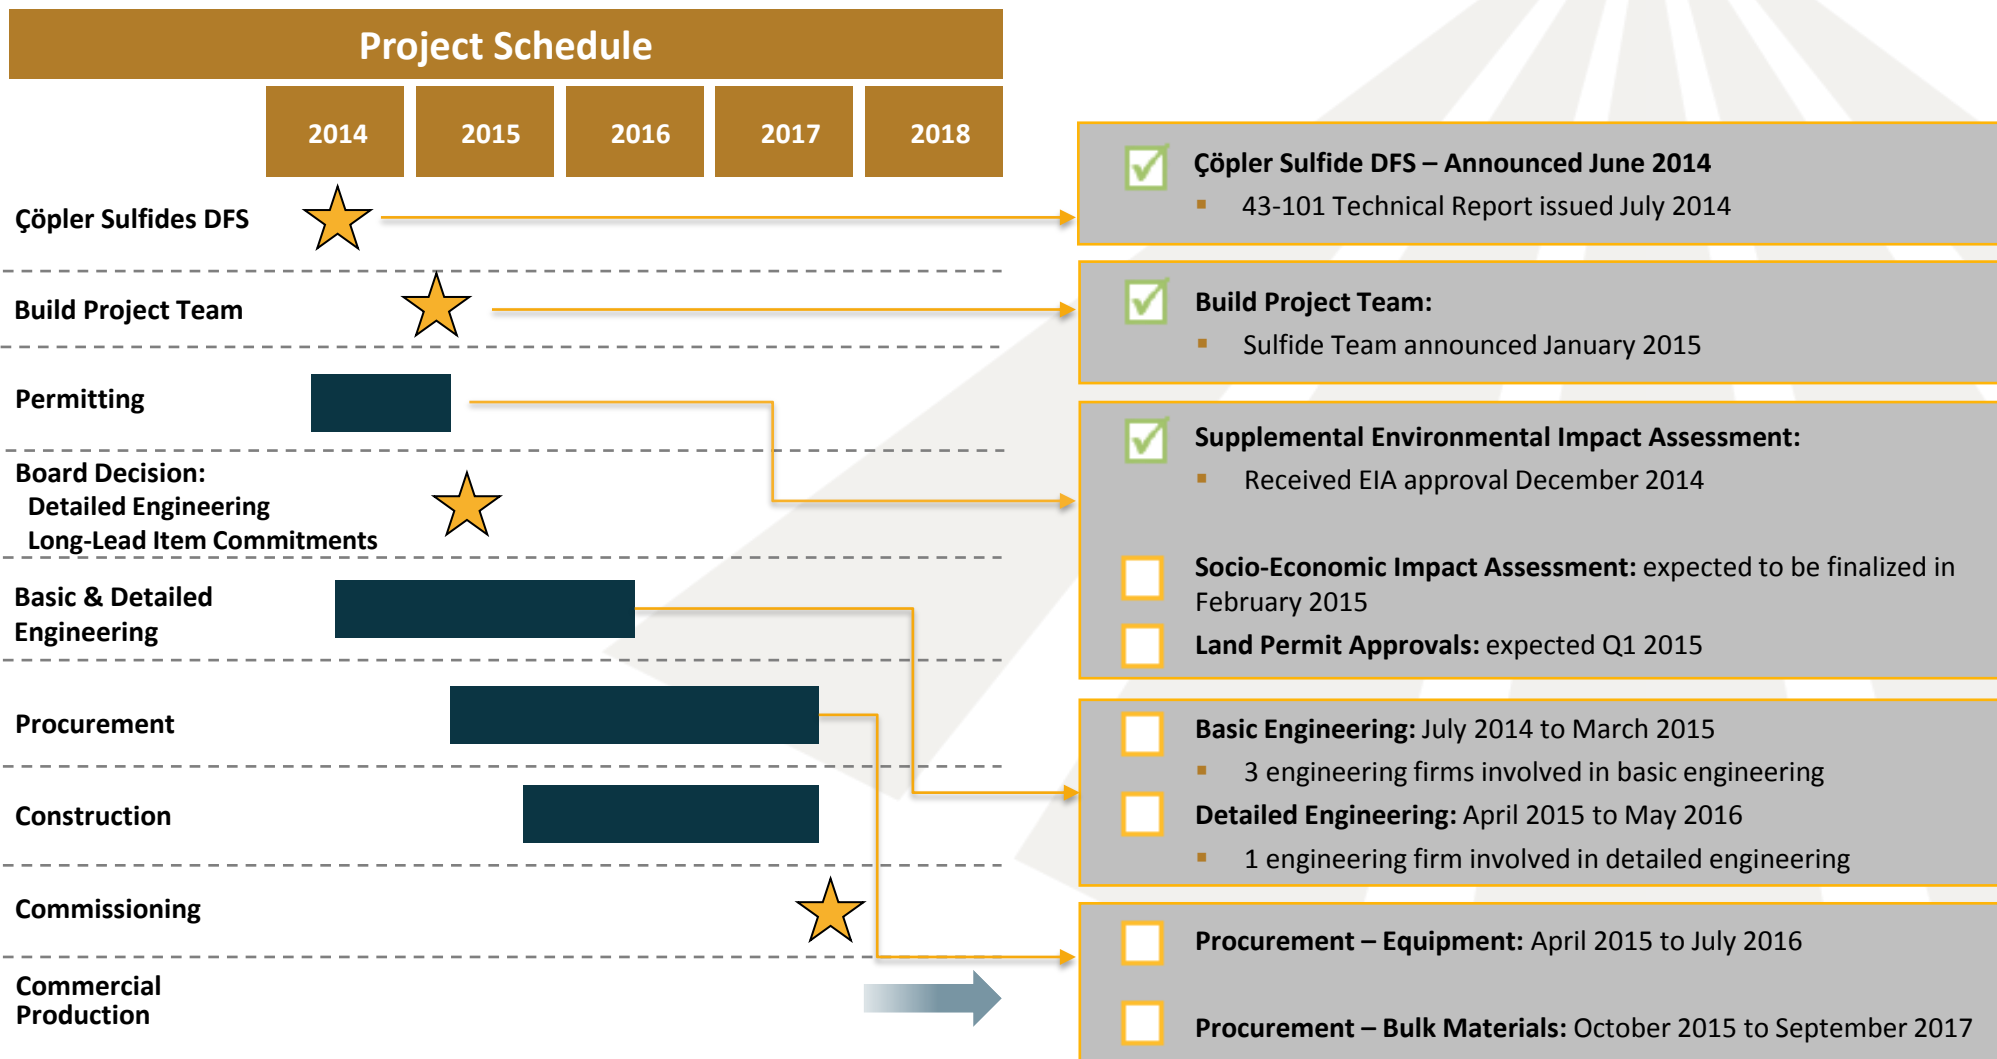 Project Schedule
2014
2015
2016
2017
2018
Çöpler Sulfides DFS
Build Project Team
Permitting
Board Decision:
Detailed Engineering
Long-Lead Item Commitments
Basic & Detailed
Engineering
Procurement
Construction
Commissioning
Commercial
Production
Çöpler Sulfide DFS – Announced June 2014
▪ 43-101 Technical Report issued July 2014
Build Project Team:
▪ Sulfide Team announced January 2015
Supplemental Environmental Impact Assessment:
▪ Received EIA approval December 2014
Socio-Economic Impact Assessment: expected to be finalized in
February 2015
Land Permit Approvals: expected Q1 2015
Basic Engineering: July 2014 to March 2015
▪ 3 engineering firms involved in basic engineering
Detailed Engineering: April 2015 to May 2016
▪ 1 engineering firm involved in detailed engineering
Procurement – Equipment: April 2015 to July 2016
Procurement – Bulk Materials: October 2015 to September 2017